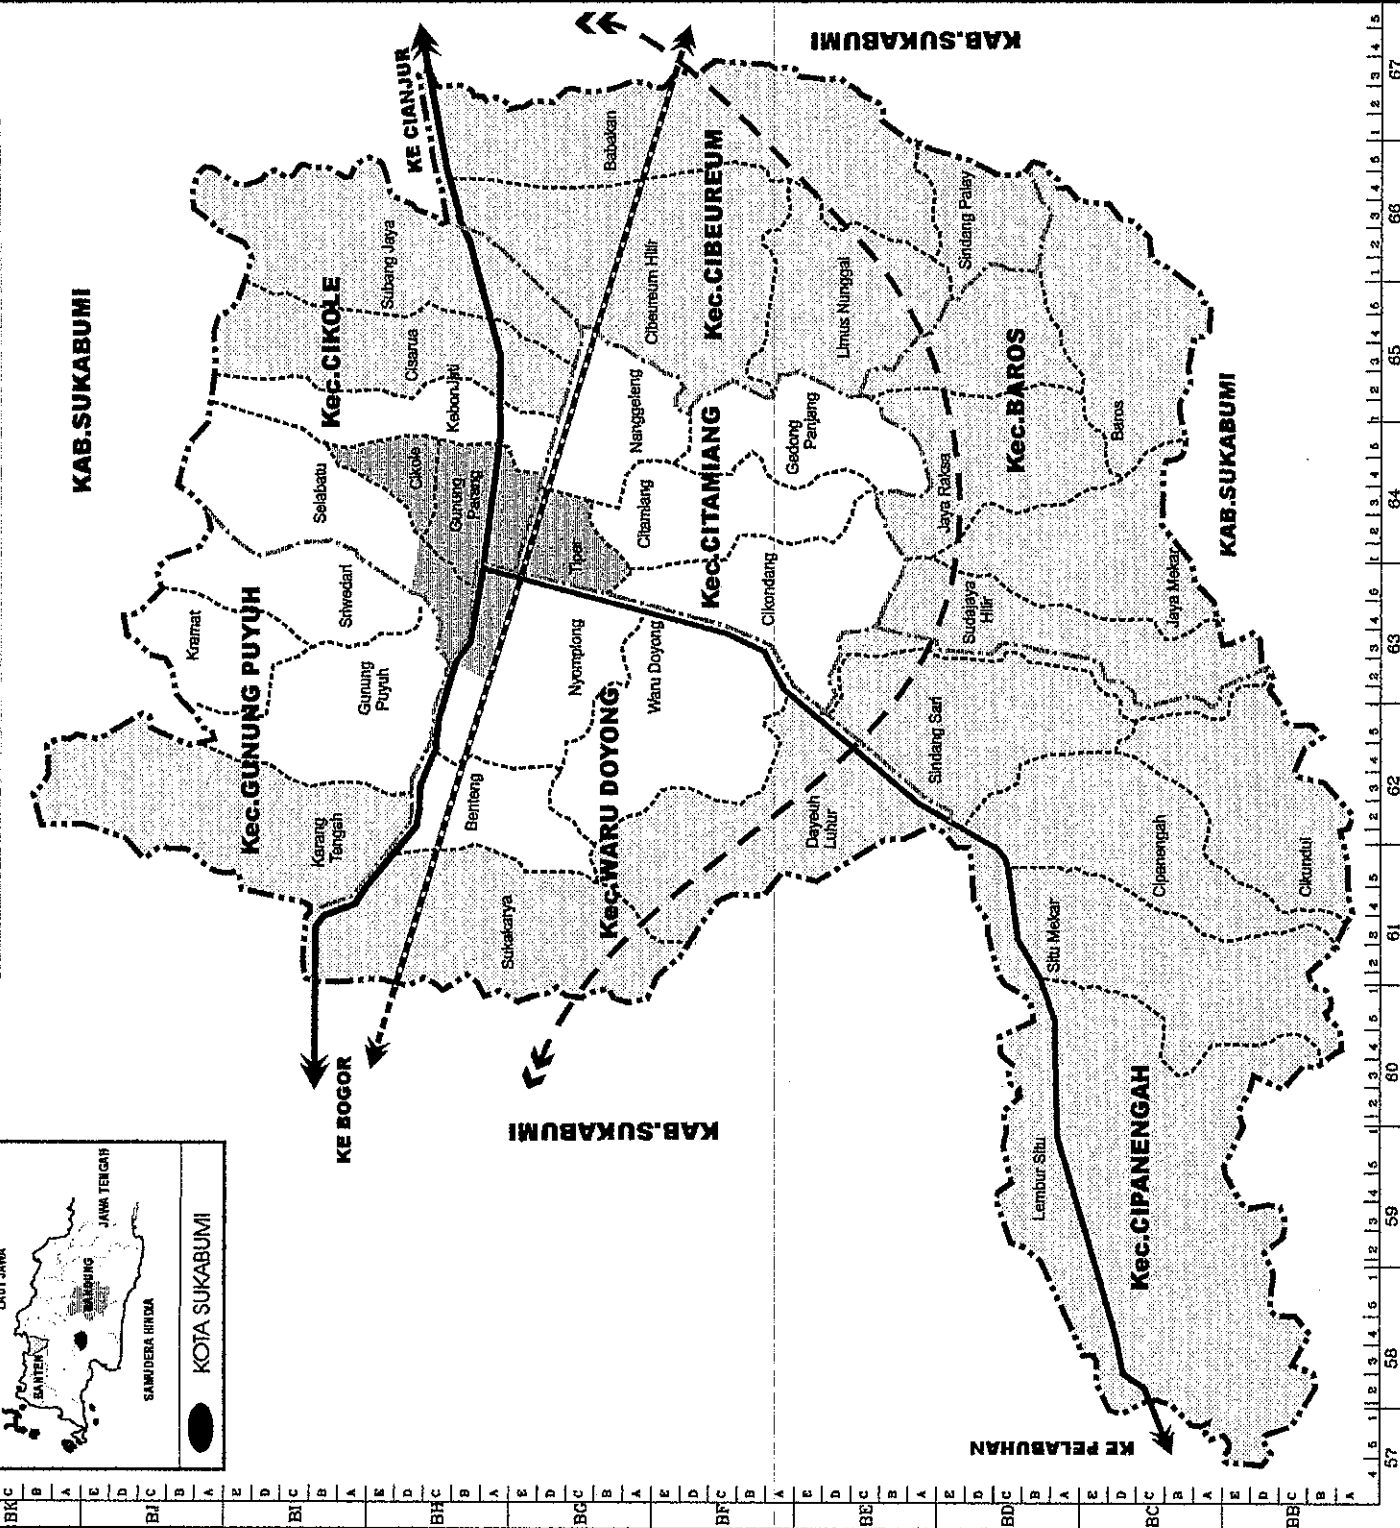 LAUT JAWA
BANTEN
BANDUNG
JAWA TENGAH
SAMUDERA HINDIA
KOTA SUKABUMI
KAB.SUKABUMI
KE BOGOR
KE CIANJUR
Kec.GUNUNG PUYUH
Karang
Tengah
Gunung
Puyuh
Kramat
Sriwedari
Kec.CIKOLE
Selabatu
Cikole
Gunung
Parang
Kebonjati
Cisarua
Subang Jaya
Kec.WARU DOYONG
Sukakarya
Benteng
Nyomplong
Waru Doyong
Dayeuh
Luhur
Kec.CITAMIANG
Tipar
Citamiang
Nanggeleng
Cikondang
Gedong
Panjang
Kec.CIBEUREUM
Babakan
Cibeureum Hilir
Limus Nunggal
Sindang Palay
KAB.SUKABUMI
KAB.SUKABUMI
Kec.BAROS
Jaya Raksa
Baros
Sudajaya
Hilir
Jaya Mekar
Sindang Sari
Cipanengah
Cikundul
Situ Mekar
Lembur Situ
Kec.CIPANENGAH
KE PELABUHAN
KAB.SUKABUMI
BK
BJ
BI
BH
BG
BF
BE
BD
BC
BB
57 58 59 60 61 62 63 64 65 66 67